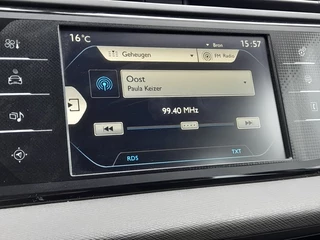 16°C
Bron
15:57
Geheugen
FM Radio
Oost
Paula Keizer
99.40 MHz
RDS
TXT